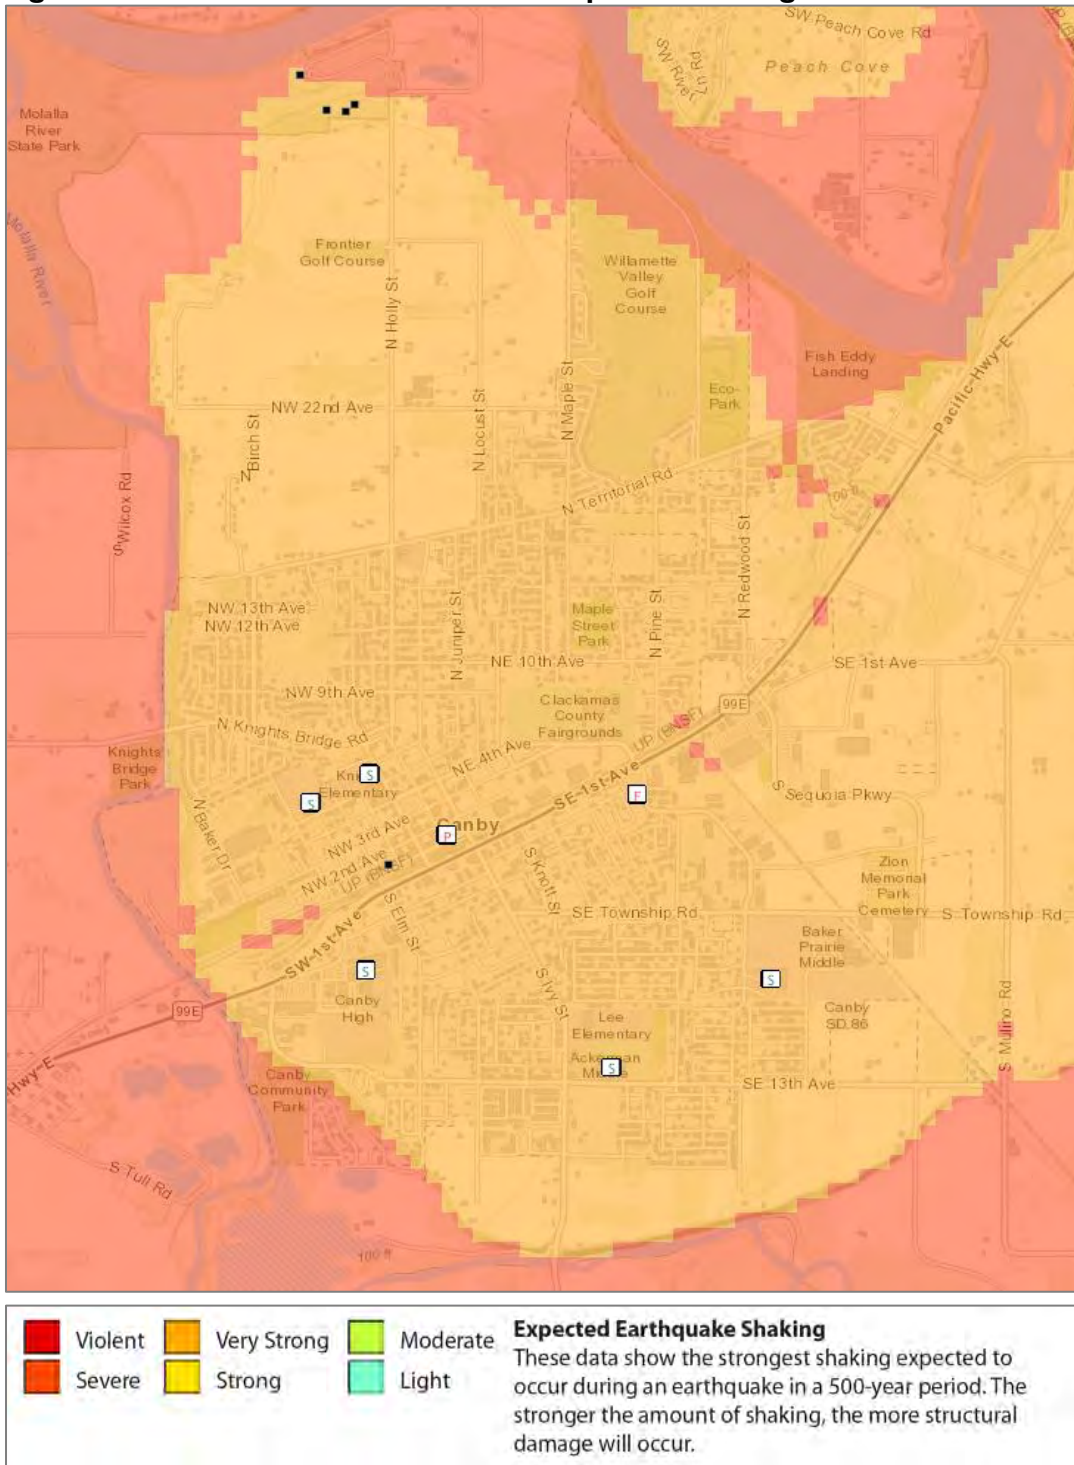 SW Peach Cove Rd
SW River
Peach Cove
Molalla
River
State Park
Molalla River
Frontier
Golf Course
N Holly St
Willamette
Valley
Golf
Course
Fish Eddy
Landing
Pacific-Hwy-E
Eco-
Park
NW 22nd Ave
N Birch St
N Locust St
N Maple St
N Territorial Rd
100 ft
S Wilcox Rd
N Redwood St
NW 13th Ave
NW 12th Ave
N Juniper St
Maple
Street
Park
N Pine St
NE 10th Ave
SE 1st Ave
NW 9th Ave
Clackamas
County
Fairgrounds
99E
UP (BNSF)
N Knights Bridge Rd
NE 4th Ave
Knights
Bridge
Park
S
Elementary
S
SE-1st-Ave
F
S Sequoia Pkwy
N Baker Dr
NW 3rd Ave
P
Canby
NW 2nd Ave
UP (BNSF)
S Knott St
Zion
Memorial
Park
Cemetery
S Elm St
SE Township Rd
S Township Rd
SW-1st-Ave
Baker
Prairie
Middle
S
S
S Ivy St
Canby
High
99E
Lee
Elementary
Canby
SD 86
S Mulino Rd
Hwy-E
S
Canby
Community
Park
SE 13th Ave
S Tull Rd
100 ft
Violent
Very Strong
Moderate
Severe
Strong
Light
Expected Earthquake Shaking
These data show the strongest shaking expected to
occur during an earthquake in a 500-year period. The
stronger the amount of shaking, the more structural
damage will occur.